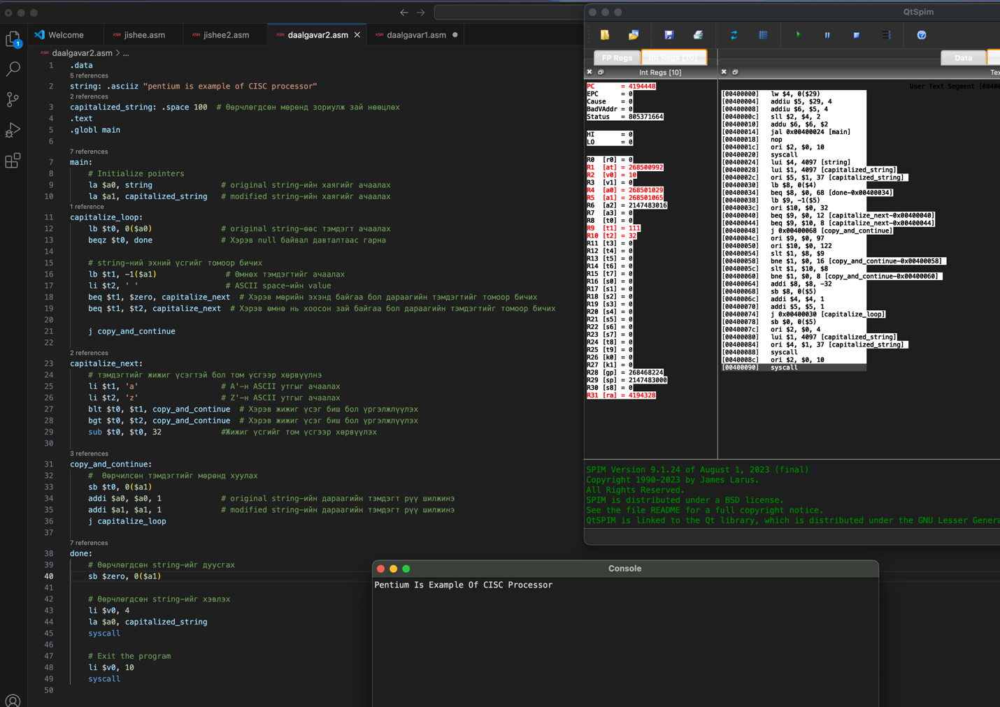 Welcome
ASM jishee.asm
ASM jishee2.asm
ASM daalgavar2.asm
ASM daalgavar1.asm
1
ASM daalgavar2.asm > ...
1 .data
5 references
2 string: .asciiz "pentium is example of CISC processor"
2 references
3 capitalized_string: .space 100 # Өөрчлөгдсөн мөрөнд зориулж зай нөөцлөх
4 .text
5 .globl main
6
7 references
7 main:
8 # Initialize pointers
9 la $a0, string # original string-ийн хаягийг ачаалах
10 la $a1, capitalized_string # modified string-ийн хаягийг ачаалах
1 reference
11 capitalize_loop:
12 lb $t0, 0($a0) # original string-өөс тэмдэгт ачаалах
13 beqz $t0, done # Хэрэв null байвал давталтаас гарна
14
15 # string-ний эхний үсгийг томоор бичих
16 lb $t1, -1($a1) # Өмнөх тэмдэгтийг ачаалах
17 li $t2, ' ' # ASCII space-ийн value
18 beq $t1, $zero, capitalize_next # Хэрэв мөрийн эхэнд байгаа бол дараагийн тэмдэгтийг томоор бичих
19 beq $t1, $t2, capitalize_next # Хэрэв өмнө нь хоосон зай байгаа бол дараагийн тэмдэгтийг томоор бичих
20
21 j copy_and_continue
22
2 references
23 capitalize_next:
24 # тэмдэгтийг жижиг үсэгтэй бол том үсгээр хөрвүүлнэ
25 li $t1, 'a' # A'-н ASCII утгыг ачаалах
26 li $t2, 'z' # Z'-н ASCII утгыг ачаалах
27 blt $t0, $t1, copy_and_continue # Хэрэв жижиг үсэг биш бол үргэлжлүүлэх
28 bgt $t0, $t2, copy_and_continue # Хэрэв жижиг үсэг биш бол үргэлжлүүлэх
29 sub $t0, $t0, 32 #Жижиг үсгийг том үсгээр хөрвүүлэх
30
3 references
31 copy_and_continue:
32 # Өөрчилсөн тэмдэгтийг мөрөнд хуулах
33 sb $t0, 0($a1)
34 addi $a0, $a0, 1 # original string-ийн дараагийн тэмдэгт рүү шилжинэ
35 addi $a1, $a1, 1 # modified string-ийн дараагийн тэмдэгт рүү шилжинэ
36 j capitalize_loop
37
7 references
38 done:
39 # Өөрчлөгдсөн string-ийг дуусгах
40 sb $zero, 0($a1)
41
42 # Өөрчлөгдсөн string-ийг хэвлэх
43 li $v0, 4
44 la $a0, capitalized_string
45 syscall
46
47 # Exit the program
48 li $v0, 10
49 syscall
50
QtSpim
FP Regs
Int Regs [10]
Data
Int Regs [10]
PC = 4194448
EPC = 0
Cause = 0
BadVAddr = 0
Status = 805371664
HI = 0
LO = 0
R0 [r0] = 0
R1 [at] = 268500992
R2 [v0] = 10
R3 [v1] = 0
R4 [a0] = 268501029
R5 [a1] = 268501065
R6 [a2] = 2147483016
R7 [a3] = 0
R8 [t0] = 0
R9 [t1] = 111
R10 [t2] = 32
R11 [t3] = 0
R12 [t4] = 0
R13 [t5] = 0
R14 [t6] = 0
R15 [t7] = 0
R16 [s0] = 0
R17 [s1] = 0
R18 [s2] = 0
R19 [s3] = 0
R20 [s4] = 0
R21 [s5] = 0
R22 [s6] = 0
R23 [s7] = 0
R24 [t8] = 0
R25 [t9] = 0
R26 [k0] = 0
R27 [k1] = 0
R28 [gp] = 268468224
R29 [sp] = 2147483000
R30 [s8] = 0
R31 [ra] = 4194328
Tex
User Text Segment [00400
[00400000] lw $4, 0($29)
[00400004] addiu $5, $29, 4
[00400008] addiu $6, $5, 4
[0040000c] sll $2, $4, 2
[00400010] addu $6, $6, $2
[00400014] jal 0x00400024 [main]
[00400018] nop
[0040001c] ori $2, $0, 10
[00400020] syscall
[00400024] lui $4, 4097 [string]
[00400028] lui $1, 4097 [capitalized_string]
[0040002c] ori $5, $1, 37 [capitalized_string]
[00400030] lb $8, 0($4)
[00400034] beq $8, $0, 68 [done-0x00400034]
[00400038] lb $9, -1($5)
[0040003c] ori $10, $0, 32
[00400040] beq $9, $0, 12 [capitalize_next-0x00400040]
[00400044] beq $9, $10, 8 [capitalize_next-0x00400044]
[00400048] j 0x00400068 [copy_and_continue]
[0040004c] ori $9, $0, 97
[00400050] ori $10, $0, 122
[00400054] slt $1, $8, $9
[00400058] bne $1, $0, 16 [copy_and_continue-0x00400058]
[0040005c] slt $1, $10, $8
[00400060] bne $1, $0, 8 [copy_and_continue-0x00400060]
[00400064] addi $8, $8, -32
[00400068] sb $8, 0($5)
[0040006c] addi $4, $4, 1
[00400070] addi $5, $5, 1
[00400074] j 0x00400030 [capitalize_loop]
[00400078] sb $0, 0($5)
[0040007c] ori $2, $0, 4
[00400080] lui $1, 4097 [capitalized_string]
[00400084] ori $4, $1, 37 [capitalized_string]
[00400088] syscall
[0040008c] ori $2, $0, 10
[00400090] syscall
SPIM Version 9.1.24 of August 1, 2023 (final)
Copyright 1990-2023 by James Larus.
All Rights Reserved.
SPIM is distributed under a BSD license.
See the file README for a full copyright notice.
QtSPIM is linked to the Qt library, which is distributed under the GNU Lesser Genera
Console
Pentium Is Example Of CISC Processor